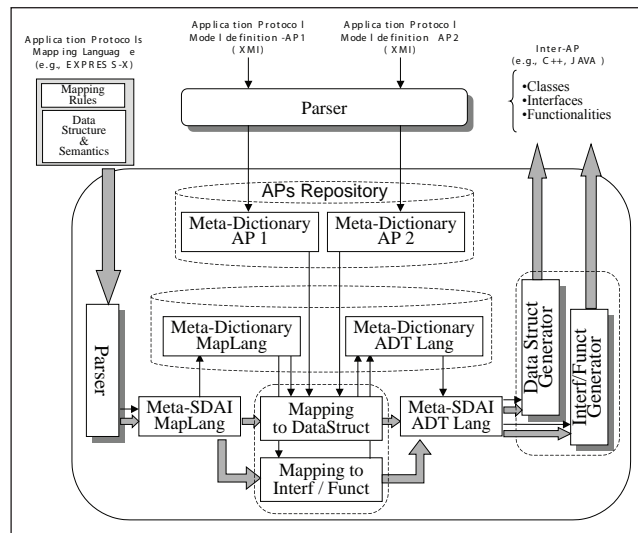 Application Protocols
Mapping Language
(e.g., EXPRESS-X)
Application Protocol
Model definition -AP1
(XMI)
Application Protocol
Model definition AP2
(XMI)
Inter-AP
(e.g., C++, JAVA)
Mapping
Rules
Data
Structure
&
Semantics
Parser
•Classes
•Interfaces
•Functionalities
APs Repository
Meta-Dictionary
AP 1
Meta-Dictionary
AP 2
Parser
Meta-Dictionary
MapLang
Meta-Dictionary
ADT Lang
Data Struct
Generator
Interf/Funct
Generator
Meta-SDAI
MapLang
Mapping
to DataStruct
Meta-SDAI
ADT Lang
Mapping to
Interf / Funct